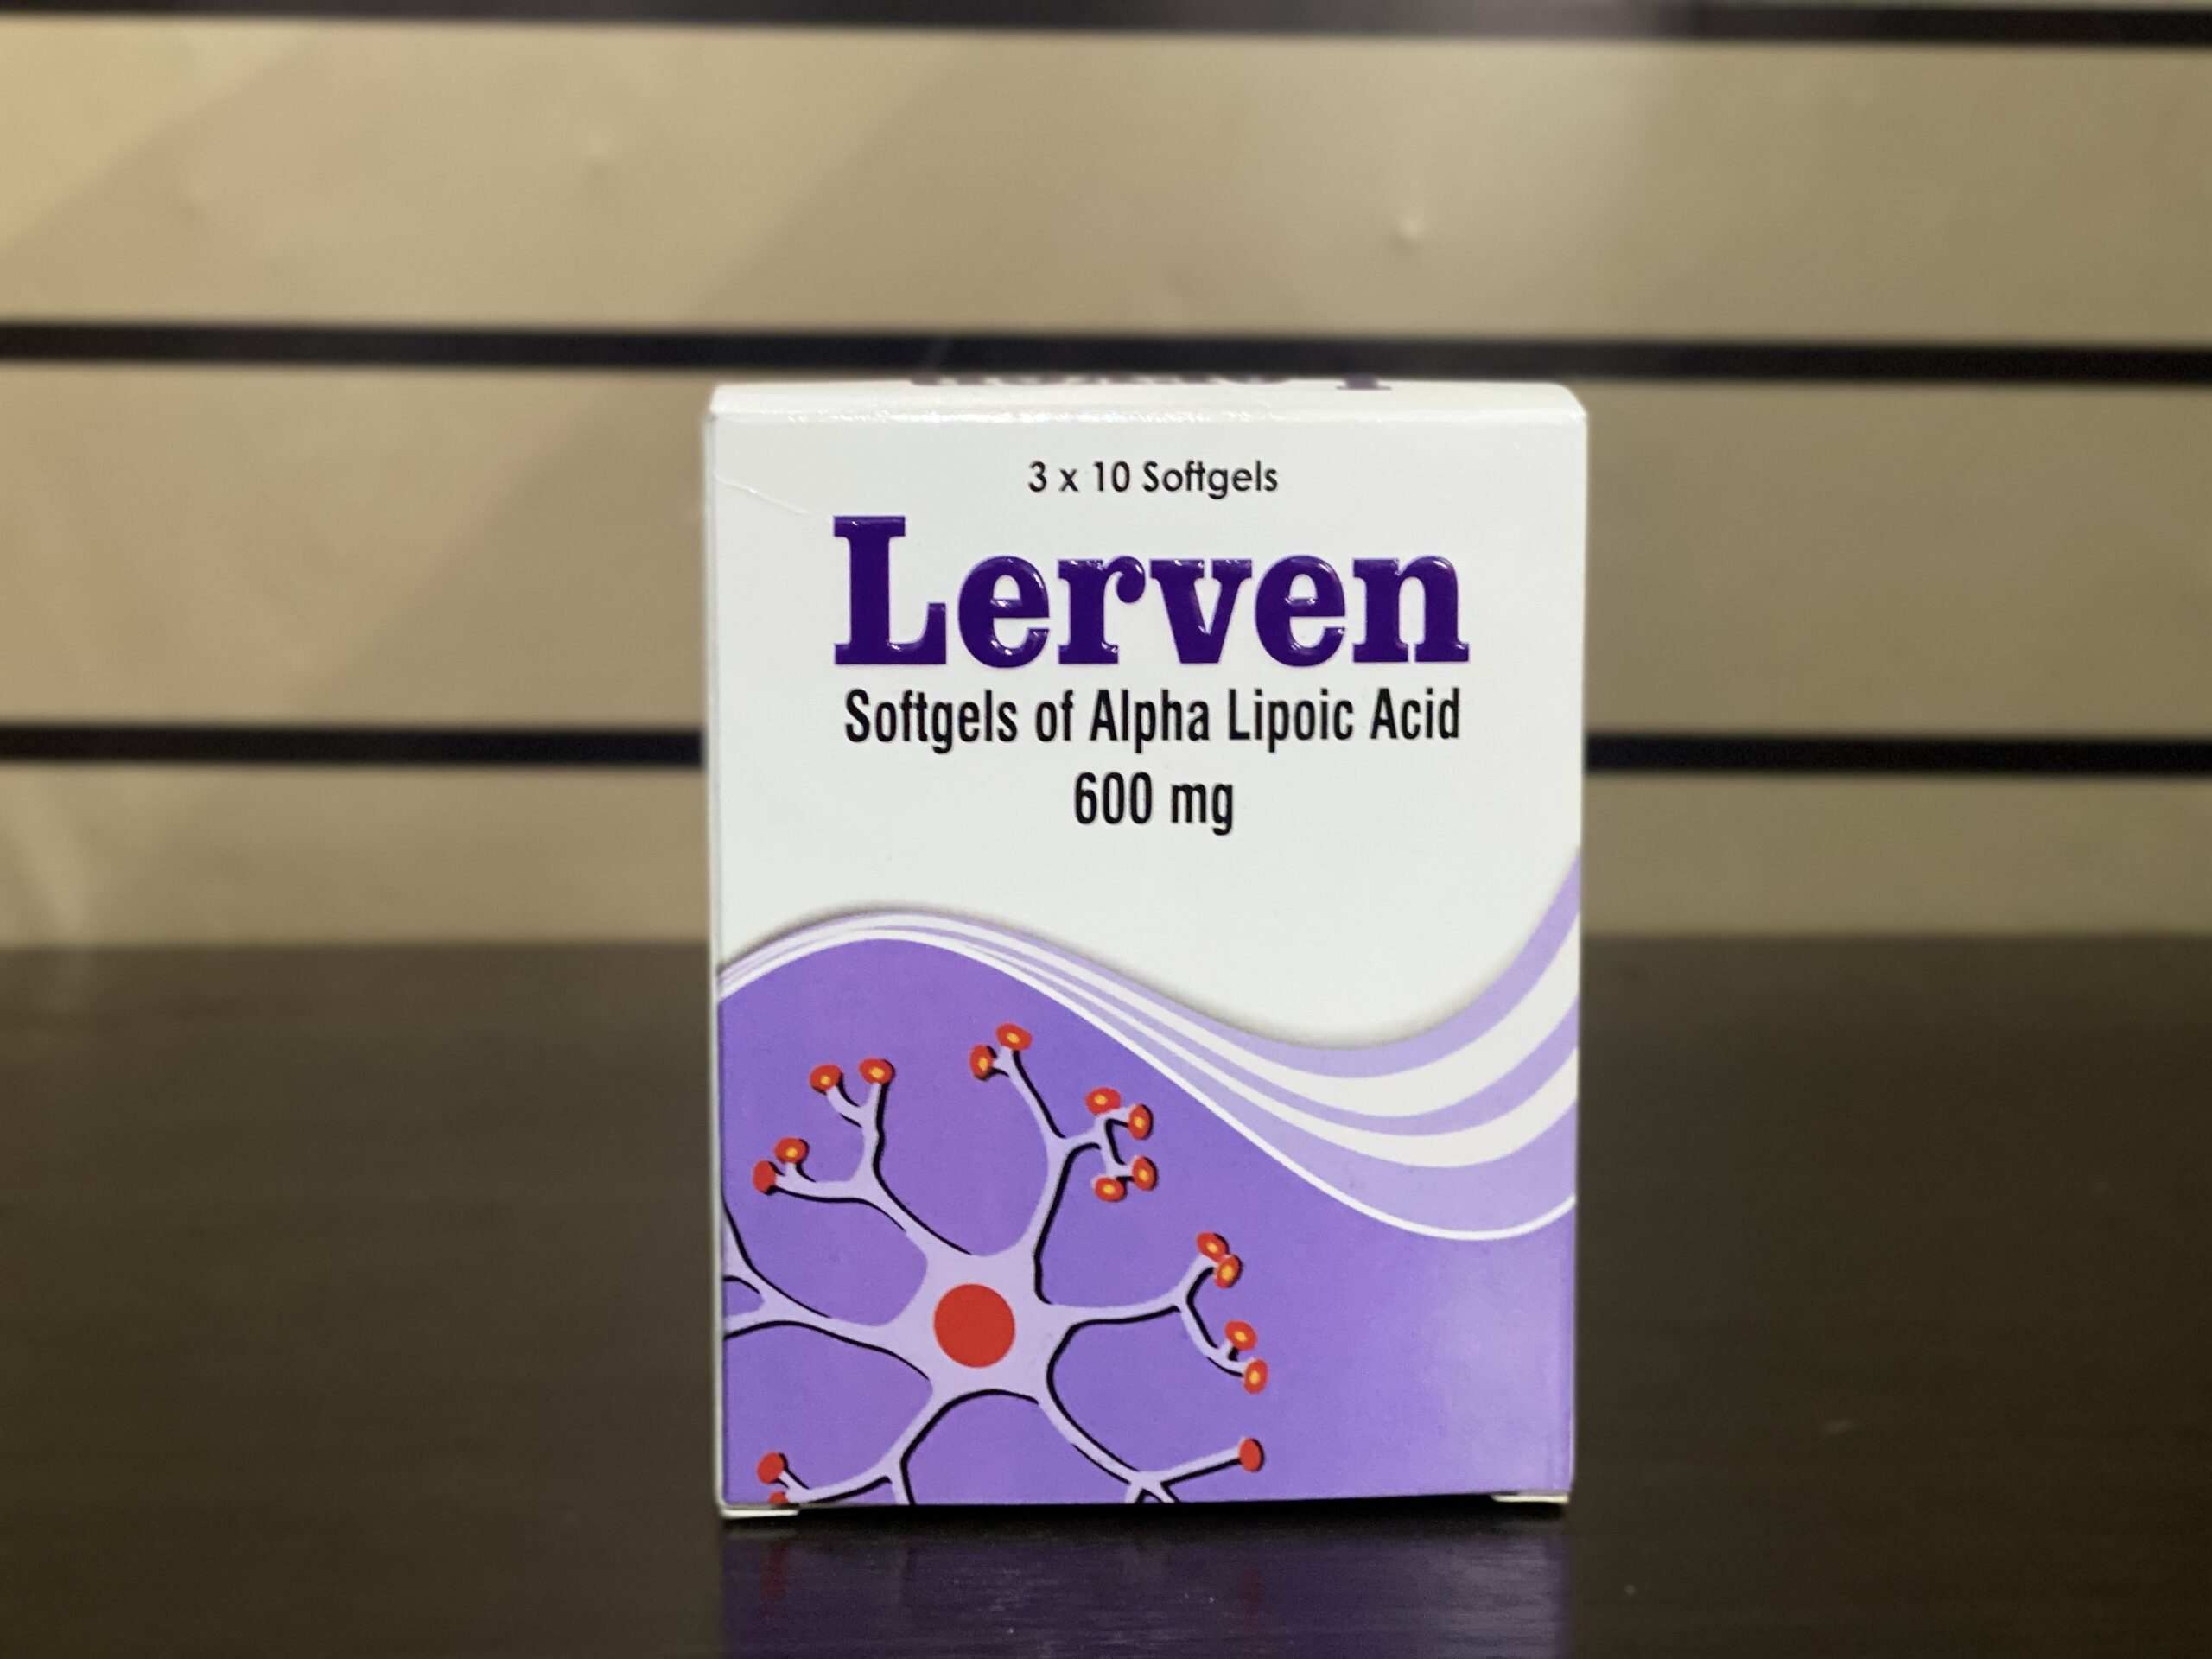 3 x 10 Softgels
Lerven
Softgels of Alpha Lipoic Acid
600 mg